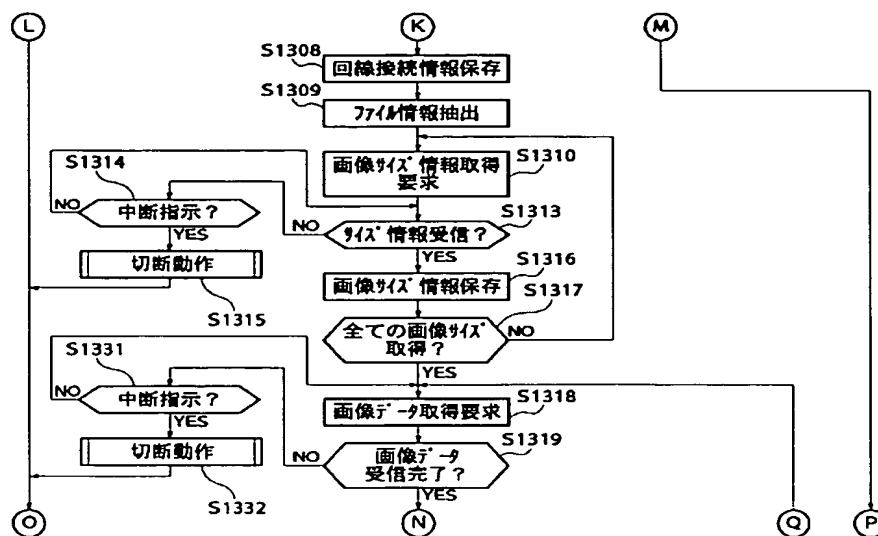 L
K
M
S1308
回線接続情報保存
S1309
ファイル情報抽出
S1310
画像サイズ情報取得
要求
S1314
中断指示？
NO
YES
S1313
サイズ情報受信？
NO
YES
切断動作
S1315
S1316
画像サイズ情報保存
S1317
全ての画像サイズ
取得？
NO
YES
S1331
中断指示？
NO
YES
S1318
画像データ取得要求
S1319
画像データ
受信完了？
NO
YES
切断動作
S1332
O
N
Q
P